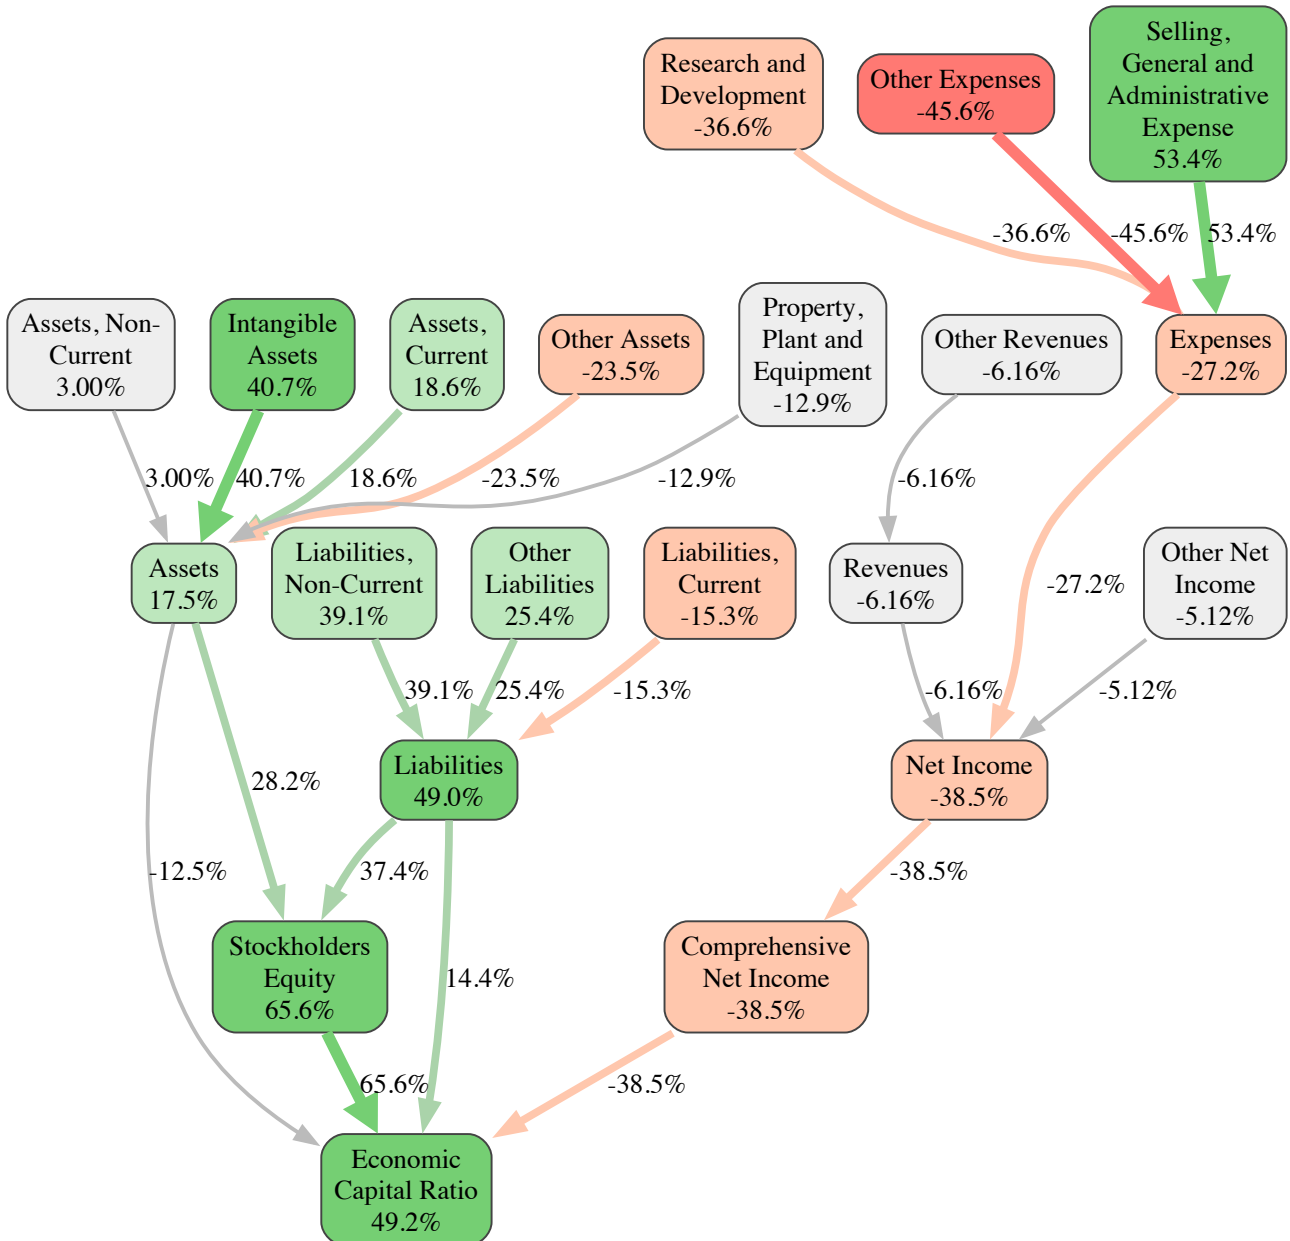 Selling,
General and
Administrative
Expense
53.4%
Research and
Development
-36.6%
Other Expenses
-45.6%
-36.6%
-45.6%
53.4%
Assets, Non-
Current
3.00%
Intangible
Assets
40.7%
Assets,
Current
18.6%
Other Assets
-23.5%
Property,
Plant and
Equipment
-12.9%
Other Revenues
-6.16%
Expenses
-27.2%
3.00%
40.7%
18.6%
-23.5%
-12.9%
-6.16%
-27.2%
Assets
17.5%
Liabilities,
Non-Current
39.1%
Other
Liabilities
25.4%
Liabilities,
Current
-15.3%
Revenues
-6.16%
Other Net
Income
-5.12%
39.1%
25.4%
-15.3%
-6.16%
-5.12%
28.2%
Liabilities
49.0%
Net Income
-38.5%
-12.5%
37.4%
-38.5%
Stockholders
Equity
65.6%
14.4%
Comprehensive
Net Income
-38.5%
65.6%
-38.5%
Economic
Capital Ratio
49.2%